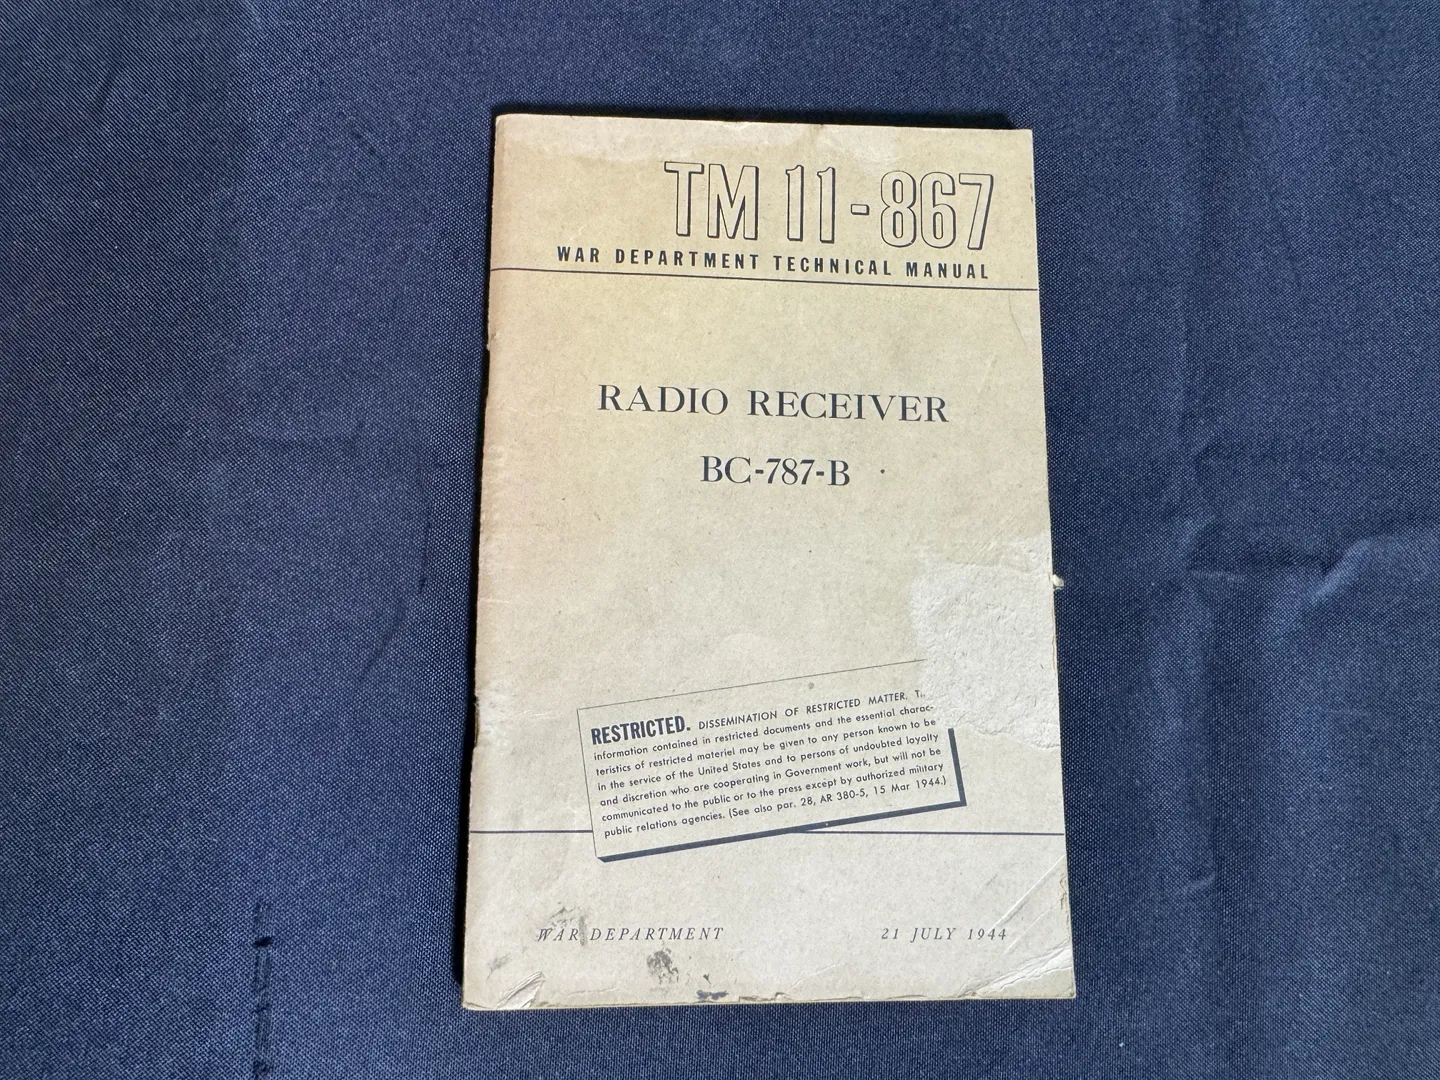 TM 11-867
WAR DEPARTMENT TECHNICAL MANUAL
RADIO RECEIVER
BC-787-B
RESTRICTED. DISSEMINATION OF RESTRICTED MATTER.
information contained in restricted documents and the essential charac-
teristics of restricted materiel may be given to any person known to be
in the service of the United States and to persons of undoubted loyalty
and discretion who are cooperating in Government work, but will not be
communicated to the public or to the press except by authorized military
public relations agencies. (See also par. 28, AR 380-5, 15 Mar 1944.)
WAR DEPARTMENT 21 JULY 1944